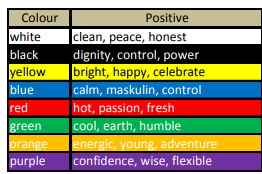 Colour Positive
white clean, peace, honest
black dignity, control, power
yellow bright, happy, celebrate
blue calm, maskulin, control
red hot, passion, fresh
green cool, earth, humble
orange energic, young, adventure
purple confidence, wise, flexible